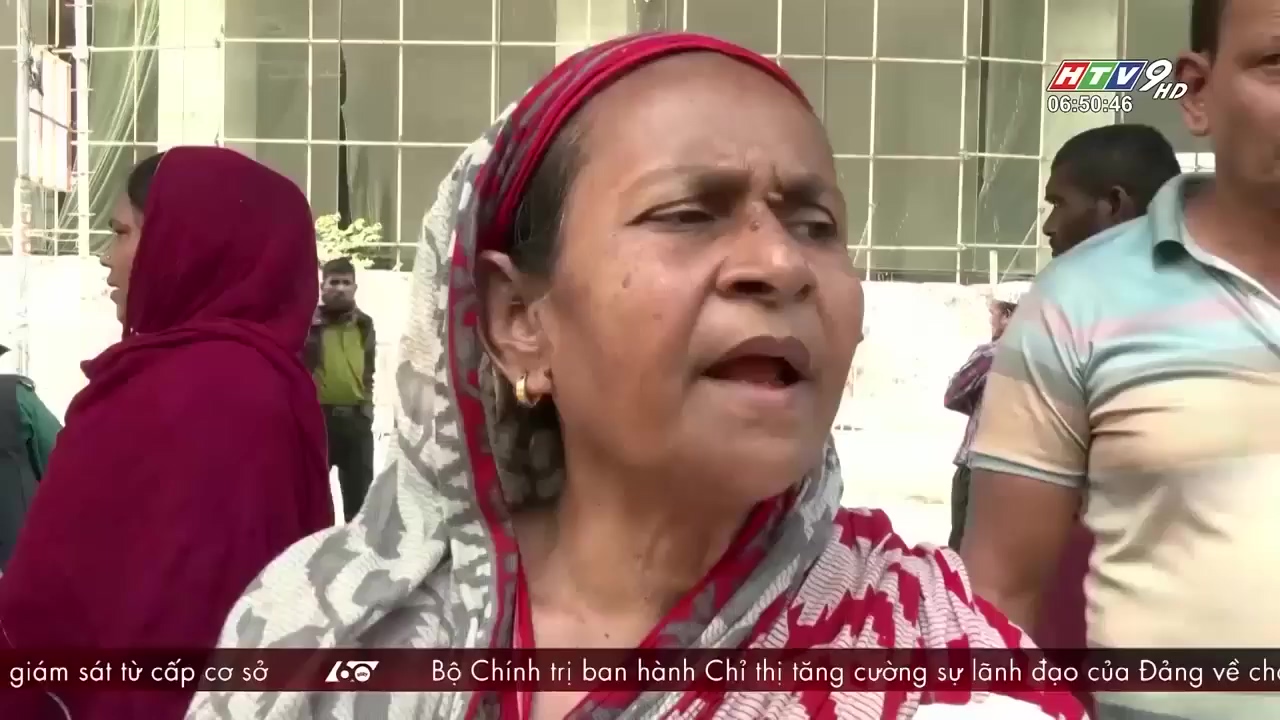 HTV9 HD
06:50:46
giám sát từ cấp cơ sở 60 Bộ Chính trị ban hành Chỉ thị tăng cường sự lãnh đạo của Đảng về